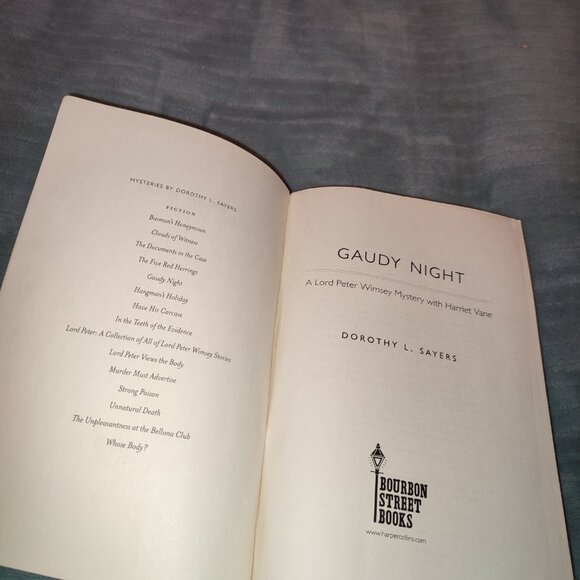 MYSTERIES BY DOROTHY L. SAYERS
FICTION
Busman's Honeymoon
Clouds of Witness
The Documents in the Case
The Five Red Herrings
Gaudy Night
Hangman's Holiday
Have His Carcase
In the Teeth of the Evidence
Lord Peter: A Collection of All of Lord Peter Wimsey Stories
Lord Peter Views the Body
Murder Must Advertise
Strong Poison
Unnatural Death
The Unpleasantness at the Bellona Club
Whose Body?
GAUDY NIGHT
A Lord Peter Wimsey Mystery with Harriet Vane
DOROTHY L. SAYERS
BOURBON
STREET
BOOKS
www.harpercollins.com